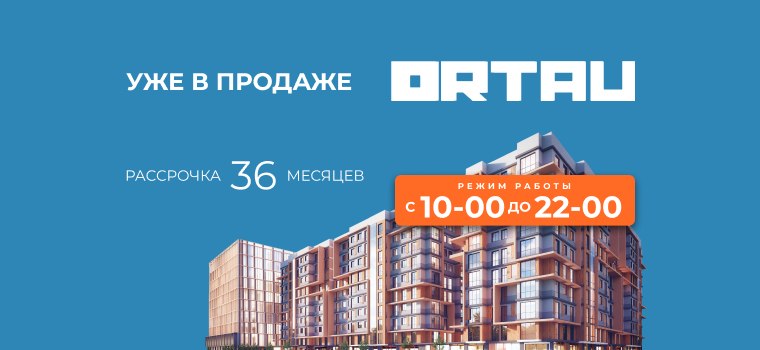 УЖЕ В ПРОДАЖЕ ORTAU
РАССРОЧКА 36 МЕСЯЦЕВ
РЕЖИМ РАБОТЫ
С 10-00 ДО 22-00